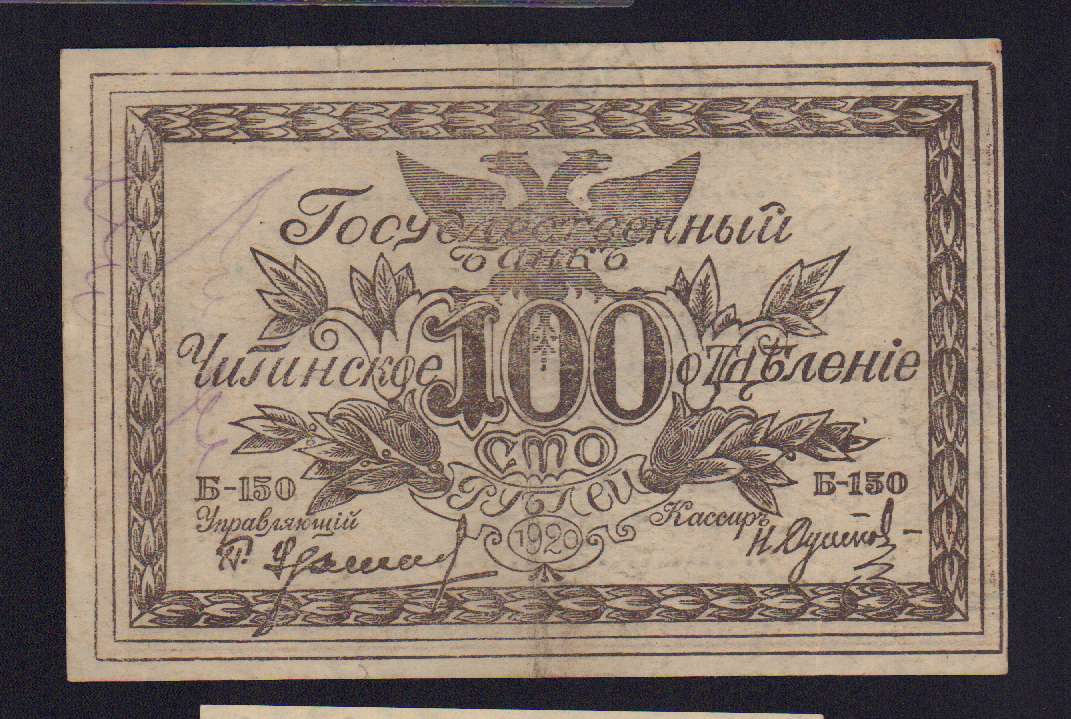 Государственный
Банкъ
Читинское 100 отдѣленіе
сто
рублей
Б-150 Б-150
Управляющій Кассиръ
1920